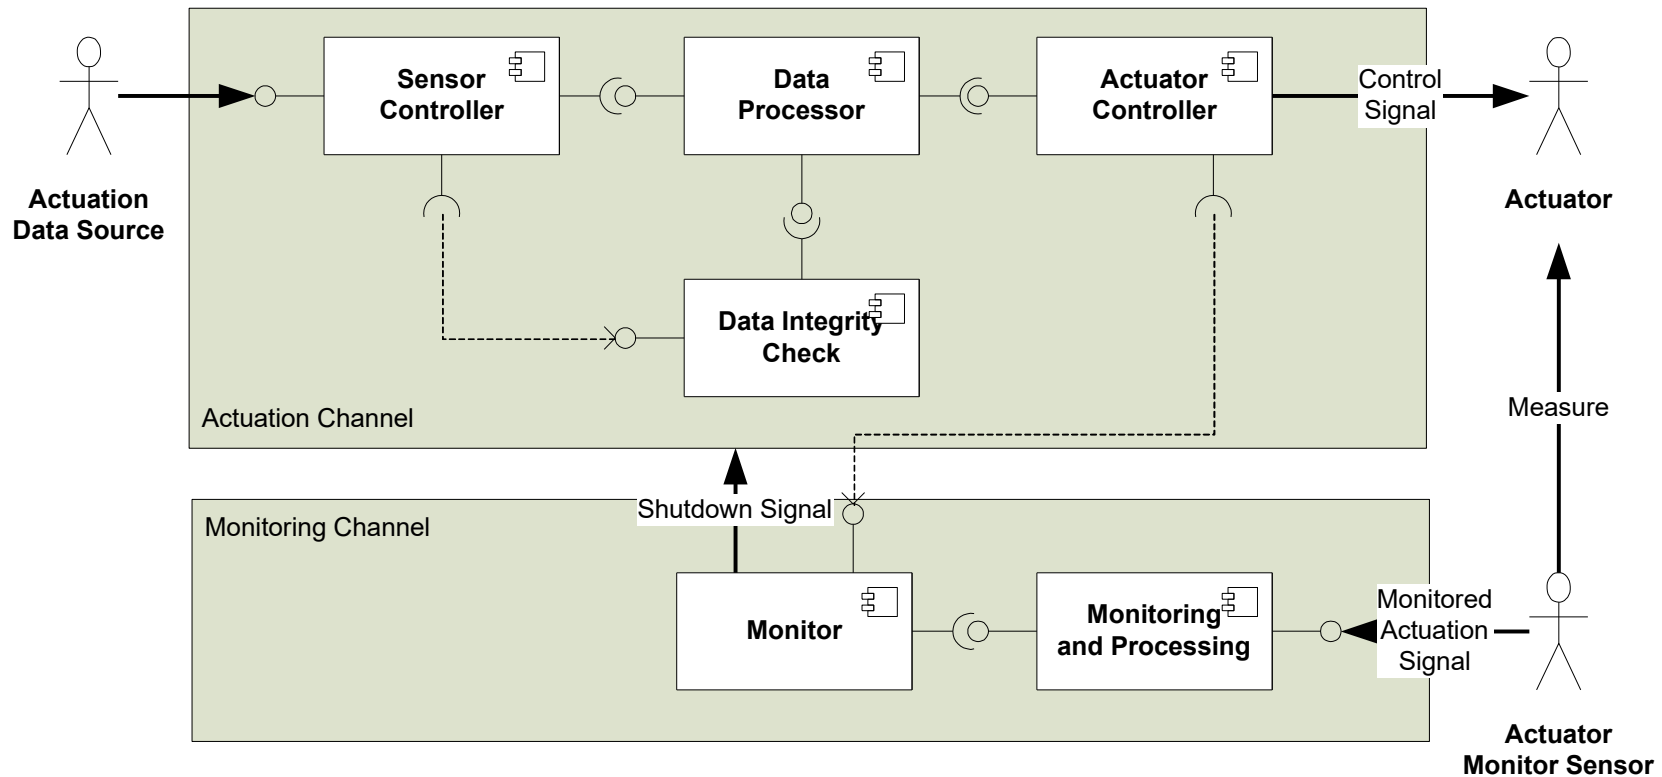 Sensor
Controller
Data
Processor
Actuator
Controller
Control
Signal
Actuation
Data Source
Actuator
Data Integrity
Check
Actuation Channel
Measure
Shutdown Signal
Monitoring Channel
Monitor
Monitoring
and Processing
Monitored
Actuation
Signal
Actuator
Monitor Sensor